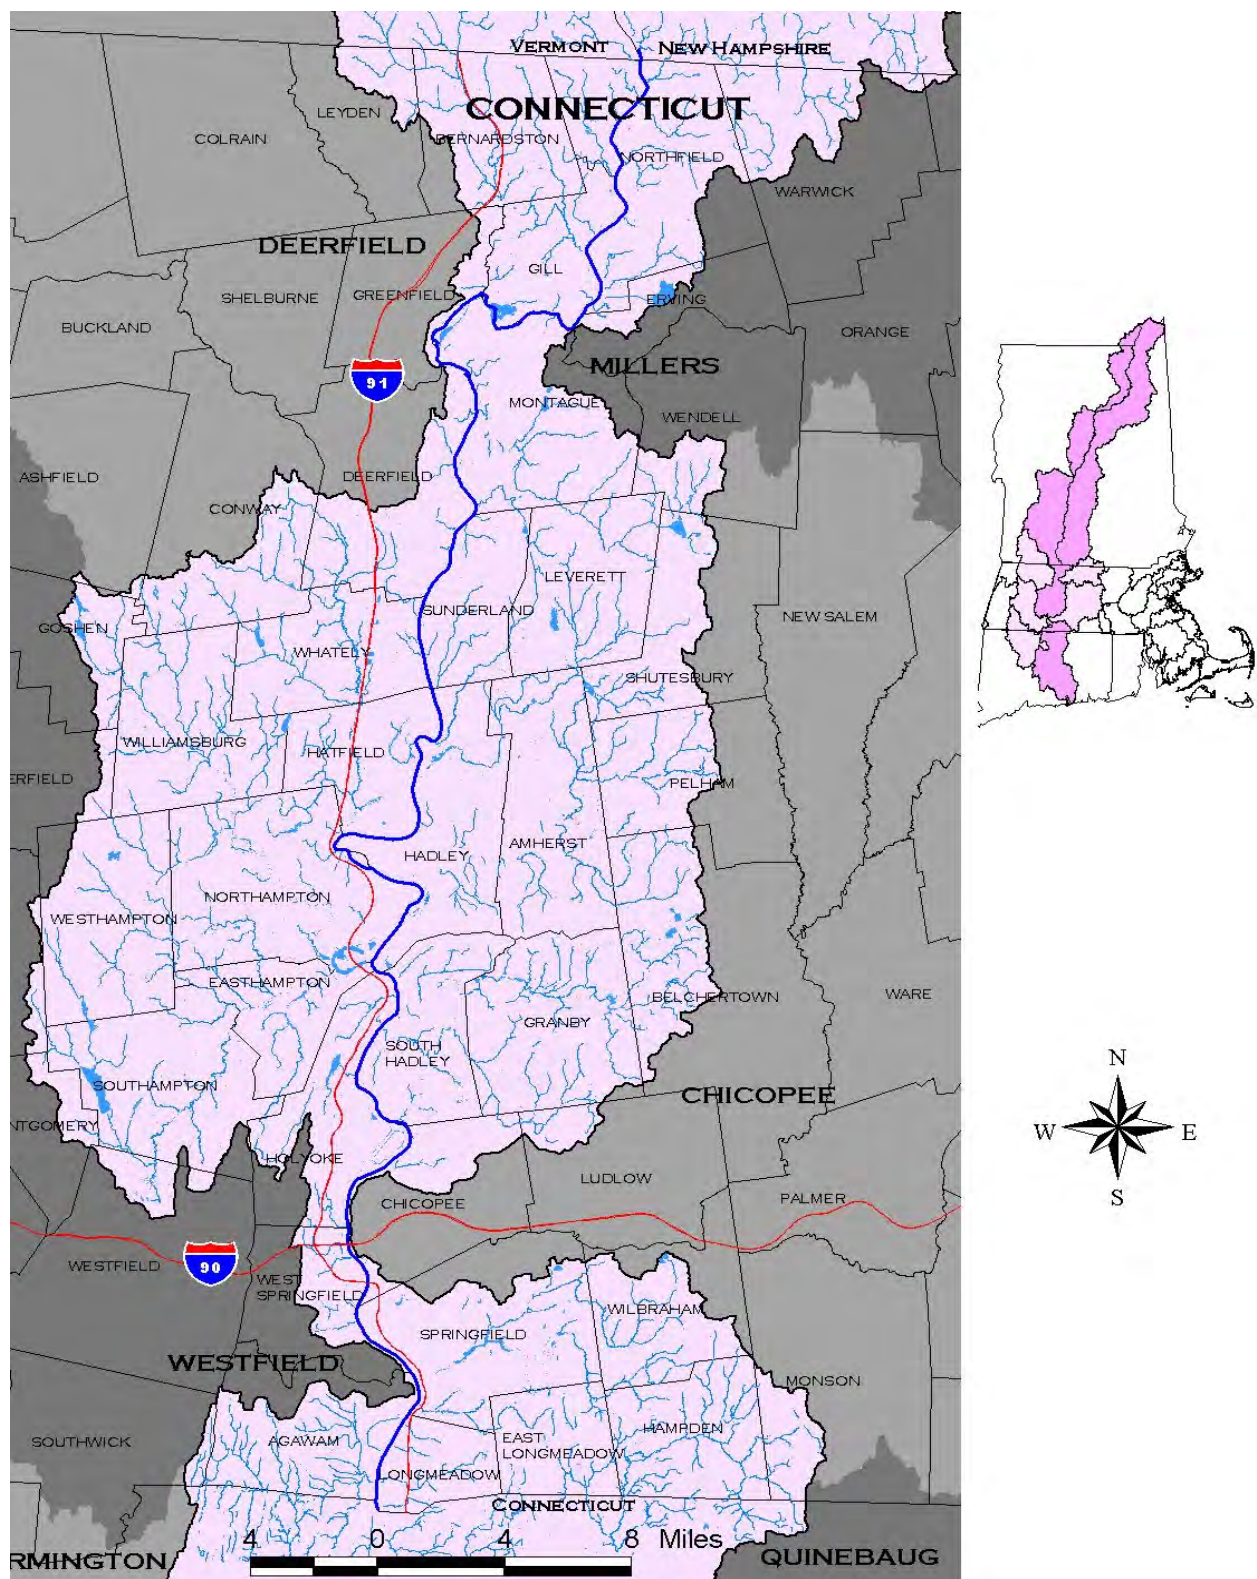 VERMONT
NEW HAMPSHIRE
CONNECTICUT
LEYDEN
COLRAIN
BERNARDSTON
NORTHFIELD
WARWICK
DEERFIELD
GILL
SHELBURNE
GREENFIELD
ERVING
BUCKLAND
ORANGE
MILLERS
91
MONTAGUE
WENDELL
ASHFIELD
DEERFIELD
CONWAY
LEVERETT
SUNDERLAND
NEW SALEM
GOSHEN
WHATELY
SHUTESBURY
WILLIAMSBURG
HATFIELD
ERFIELD
PELHAM
AMHERST
HADLEY
NORTHAMPTON
WESTHAMPTON
EASTHAMPTON
BELCHERTOWN
WARE
GRANBY
SOUTH
HADLEY
N
SOUTHAMPTON
CHICOPEE
NTGOMERY
W
E
HOLYOKE
LUDLOW
S
CHICOPEE
PALMER
WESTFIELD
90
WEST
SPRINGFIELD
WILBRAHAM
SPRINGFIELD
WESTFIELD
MONSON
HAMPDEN
SOUTHWICK
AGAWAM
EAST
LONGMEADOW
LONGMEADOW
CONNECTICUT
4 0 4 8 Miles
RMINGTON
QUINEBAUG